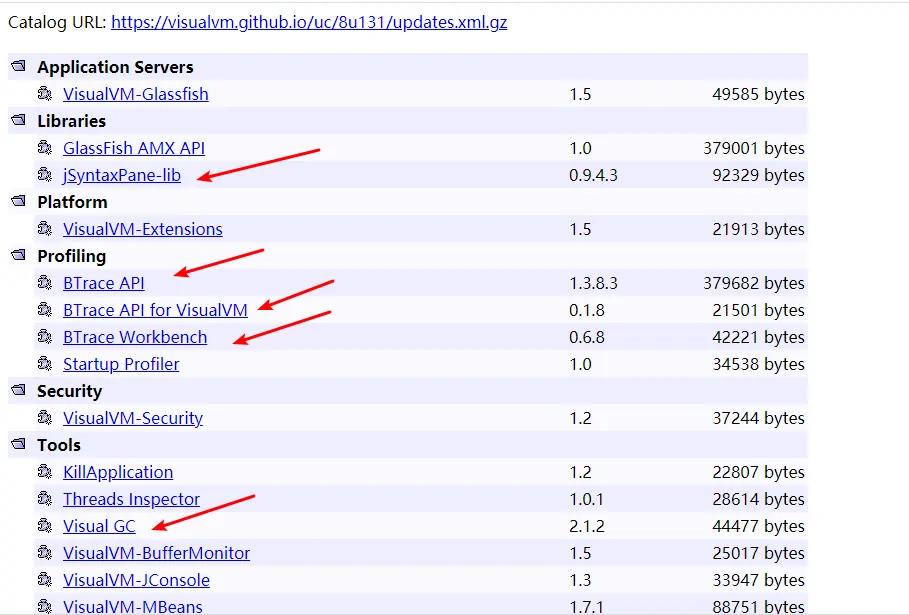 Catalog URL: https://visualvm.github.io/uc/8u131/updates.xml.gz
Application Servers
VisualVM-Glassfish 1.5 49585 bytes
Libraries
GlassFish AMX API 1.0 379001 bytes
jSyntaxPane-lib 0.9.4.3 92329 bytes
Platform
VisualVM-Extensions 1.5 21913 bytes
Profiling
BTrace API 1.3.8.3 379682 bytes
BTrace API for VisualVM 0.1.8 21501 bytes
BTrace Workbench 0.6.8 42221 bytes
Startup Profiler 1.0 34538 bytes
Security
VisualVM-Security 1.2 37244 bytes
Tools
KillApplication 1.2 22807 bytes
Threads Inspector 1.0.1 28614 bytes
Visual GC 2.1.2 44477 bytes
VisualVM-BufferMonitor 1.5 25017 bytes
VisualVM-JConsole 1.3 33947 bytes
VisualVM-MBeans 1.7.1 88751 bytes